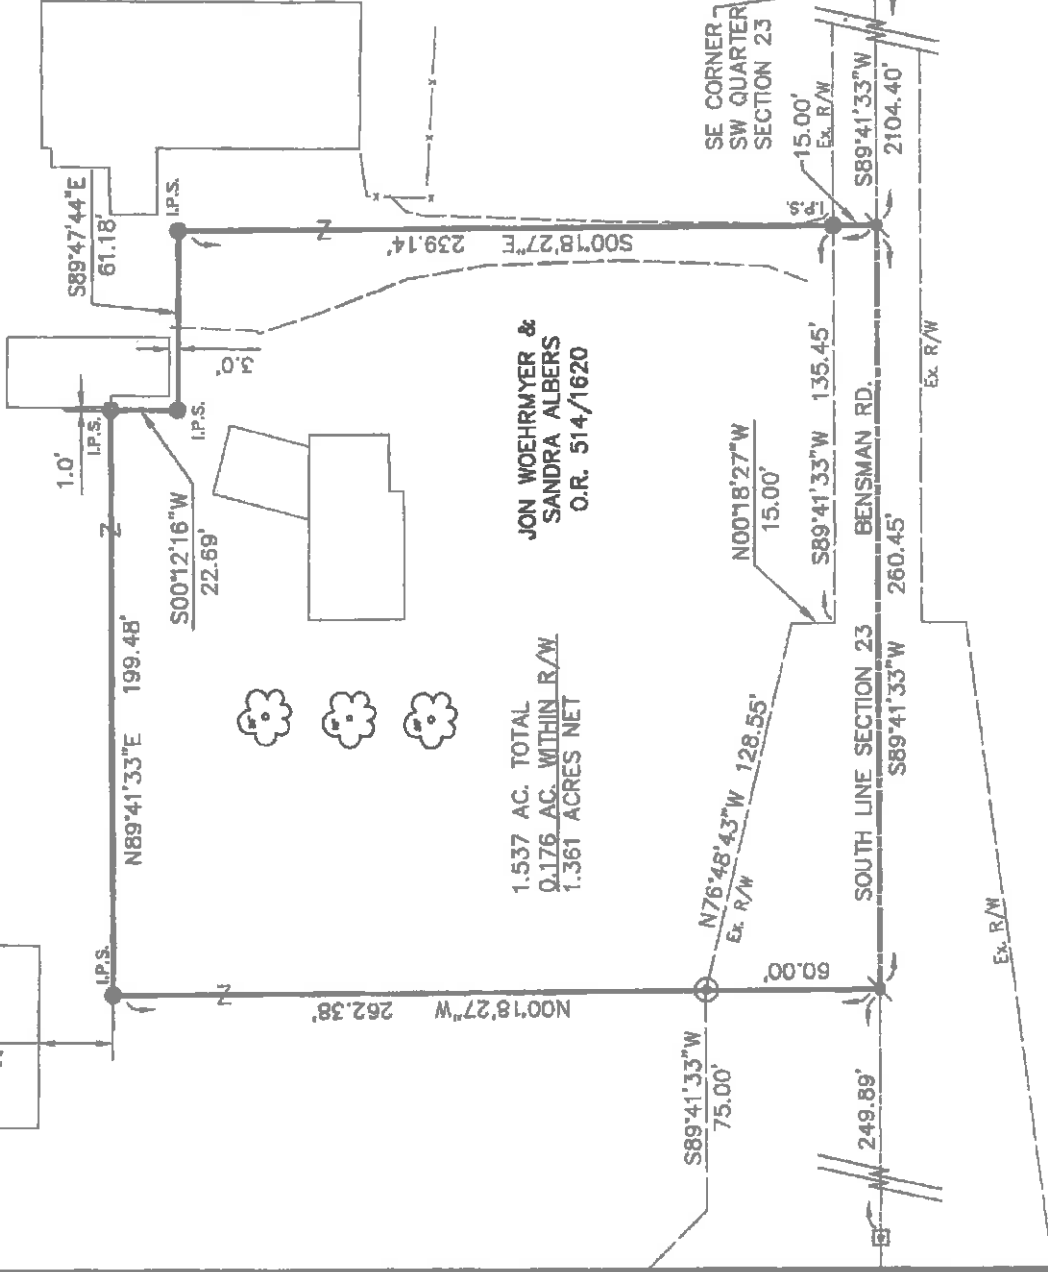 SE CORNER
SW QUARTER
SECTION 23
15.00'
Ex. R/W
S89°41'33"W
2104.40'
S89°47'44"E
61.18'
I.P.S.
239.14'
S00°18'27"E
I.P.S.
3.0'
1.0'
I.P.S.
I.P.S.
S00°12'16"W
22.69'
N89°41'33"E 199.48'
JON WOEHRMYER &
SANDRA ALBERS
O.R. 514/1620
N00°18'27"W
15.00'
S89°41'33"W 135.45'
BENSMAN RD.
260.45'
Ex. R/W
1.537 AC. TOTAL
0.176 AC. WITHIN R/W
1.361 ACRES NET
N76°48'43"W 128.55'
Ex. R/W
SOUTH LINE SECTION 23
S89°41'33"W
I.P.S.
262.38'
N00°18'27"W
60.00'
Ex. R/W
S89°41'33"W
75.00'
249.89'